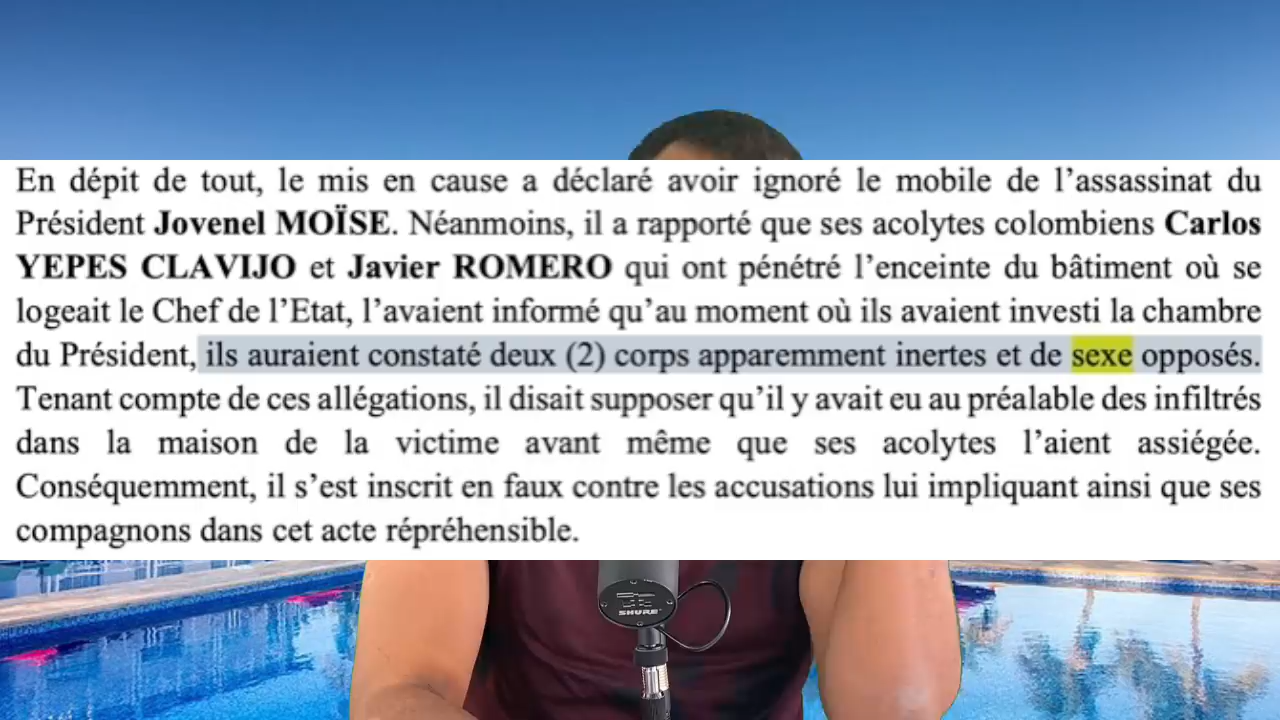 En dépit de tout, le mis en cause a déclaré avoir ignoré le mobile de l’assassinat du
Président Jovenel MOÏSE. Néanmoins, il a rapporté que ses acolytes colombiens Carlos
YEPES CLAVIJO et Javier ROMERO qui ont pénétré l’enceinte du bâtiment où se
logeait le Chef de l’Etat, l’avaient informé qu’au moment où ils avaient investi la chambre
du Président, ils auraient constaté deux (2) corps apparemment inertes et de sexe opposés.
Tenant compte de ces allégations, il disait supposer qu’il y avait eu au préalable des infiltrés
dans la maison de la victime avant même que ses acolytes l’aient assiégée.
Conséquemment, il s’est inscrit en faux contre les accusations lui impliquant ainsi que ses
compagnons dans cet acte répréhensible.
SHURE